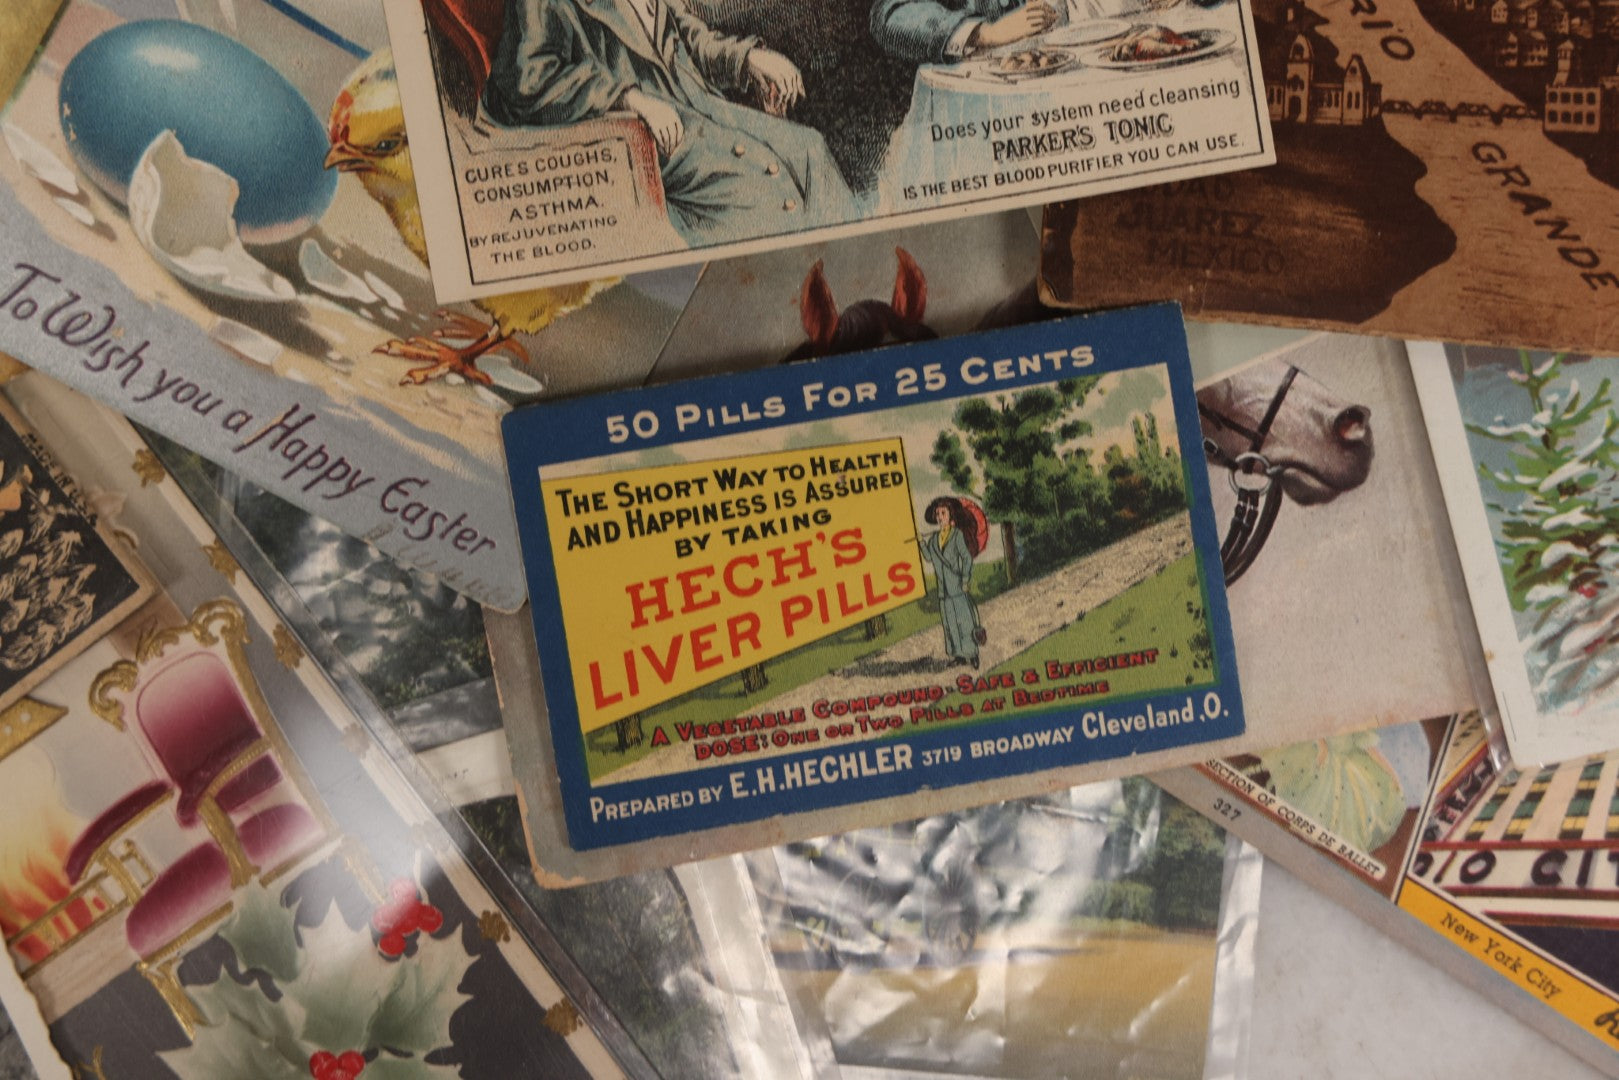 CURES COUGHS,
CONSUMPTION,
ASTHMA.
BY REJUVENATING
THE BLOOD.
Does your $ystem need cleansing
PARKER'S TONIC
IS THE BEST BLOOD PURIFIER YOU CAN USE.
RIO
GRANDE
JUAREZ
MEXICO
To Wish you a Happy Easter
50 PILLS FOR 25 CENTS
THE SHORT WAY TO HEALTH
AND HAPPINESS IS ASSURED
BY TAKING
HECH'S
LIVER PILLS
A VEGETABLE COMPOUND-SAFE & EFFICIENT
DOSE: ONE OR TWO PILLS AT BEDTIME
PREPARED BY E.H.HECHLER 3719 BROADWAY Cleveland,O.
SECTION OF CORPS DE BALLET
327
IO CIT
New York City